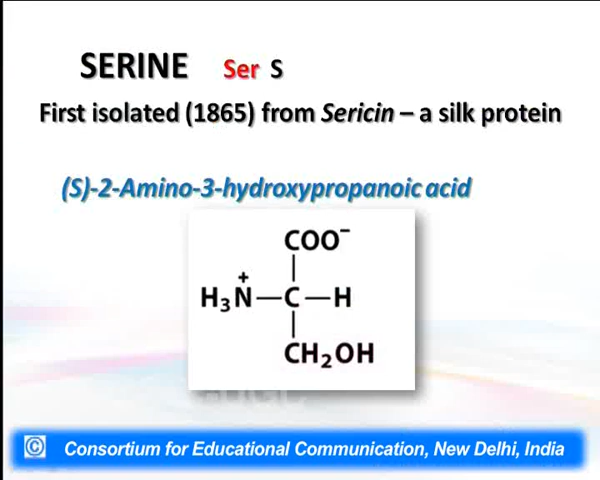 SERINE Ser S
First isolated (1865) from Sericin – a silk protein
(S)-2-Amino-3-hydroxypropanoic acid
COO⁻
H₃N⁺—C—H
CH₂OH
© Consortium for Educational Communication, New Delhi, India